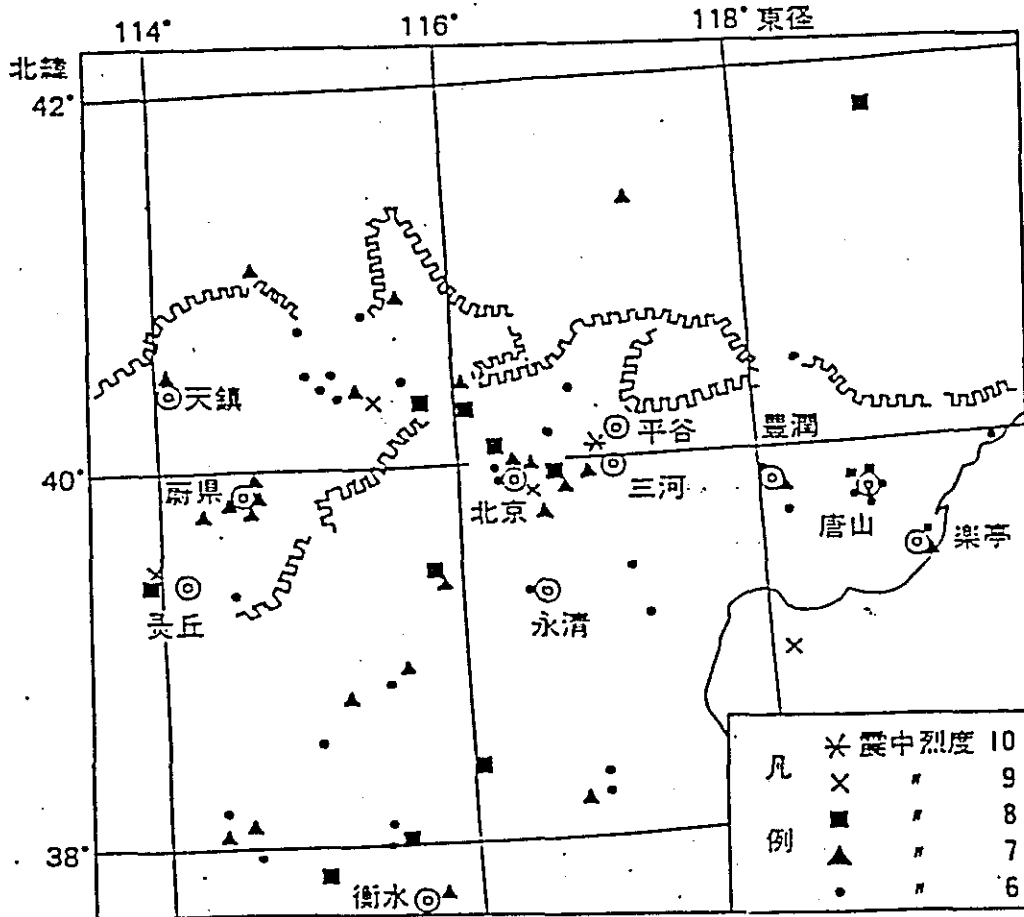 114° 116° 118° 東径
北緯
42°
天鎮
平谷 豊潤
40°
蔚県
三河
北京
唐山
楽亭
霊丘
永清
凡例
震中烈度 10
〃 9
〃 8
〃 7
〃 6
38°
衡水